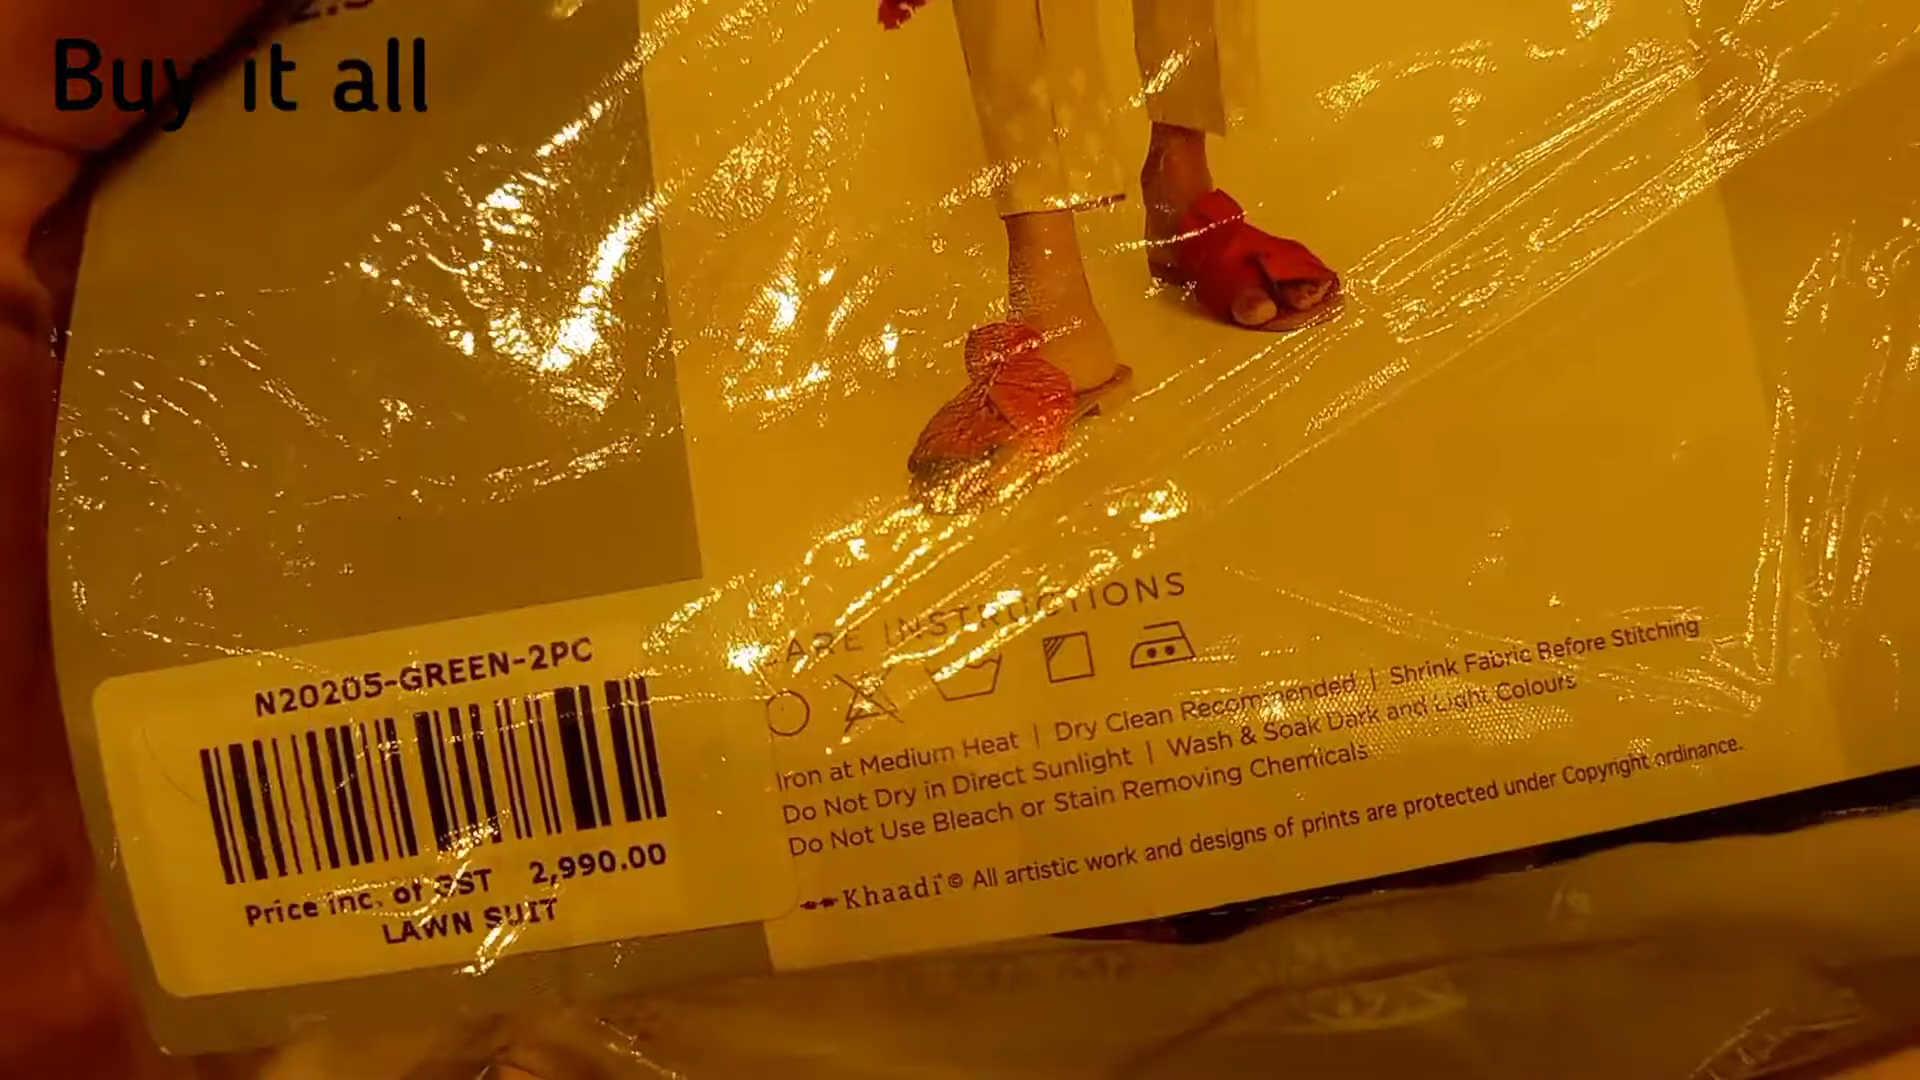 2.5
Buy it all
CARE INSTRUCTIONS
N20205-GREEN-2PC
Iron at Medium Heat | Dry Clean Recommended | Shrink Fabric Before Stitching
Do Not Dry in Direct Sunlight | Wash & Soak Dark and Light Colours
Do Not Use Bleach or Stain Removing Chemicals
Price inc. of GST 2,990.00
LAWN SUIT
Khaadi © All artistic work and designs of prints are protected under Copyright ordinance.